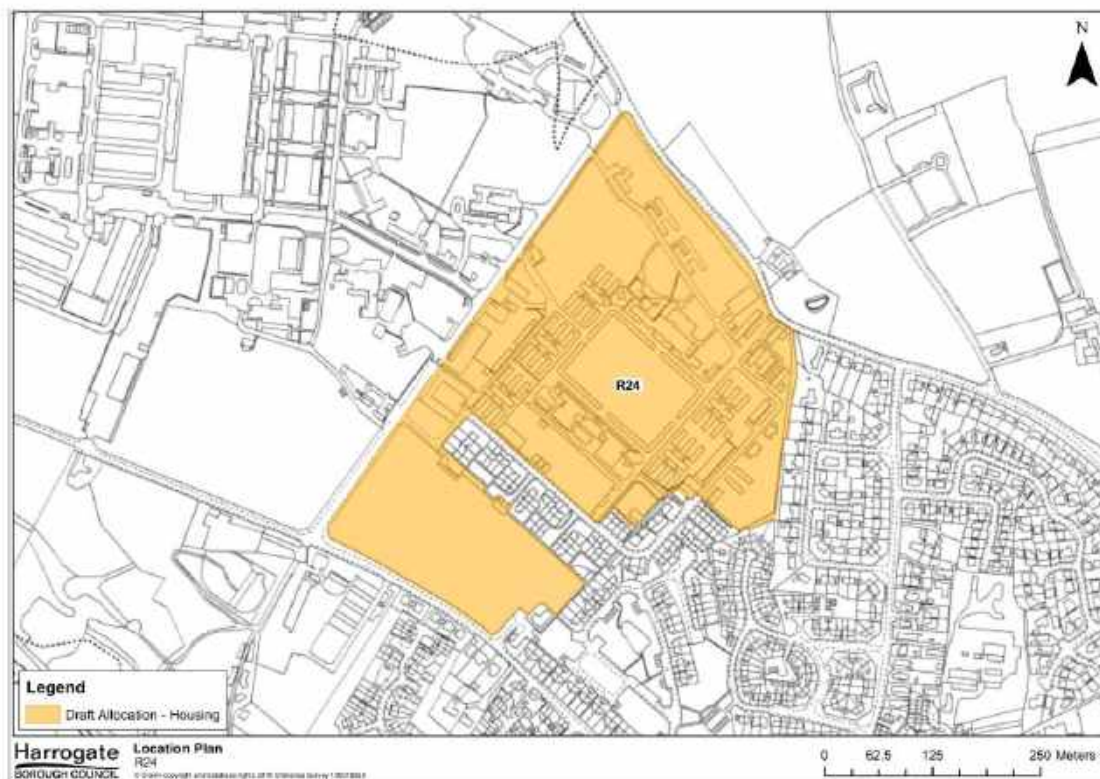 N
R24
Legend
Draft Allocation - Housing
Harrogate
BOROUGH COUNCIL
Location Plan
R24
0 62.5 125 250 Meters